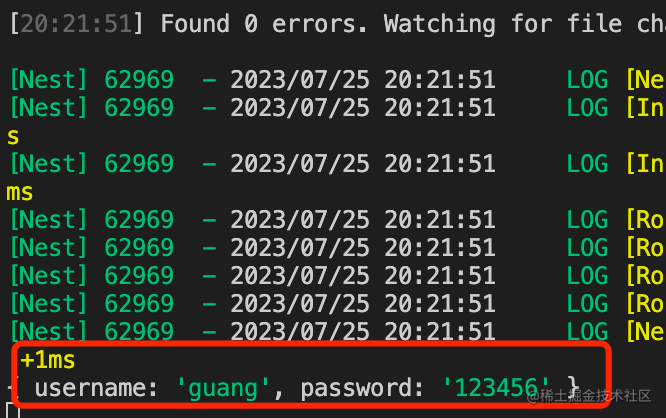 [20:21:51] Found 0 errors. Watching for file cha
[Nest] 62969  - 2023/07/25 20:21:51     LOG [Ne
[Nest] 62969  - 2023/07/25 20:21:51     LOG [In
s
[Nest] 62969  - 2023/07/25 20:21:51     LOG [In
ms
[Nest] 62969  - 2023/07/25 20:21:51     LOG [Ro
[Nest] 62969  - 2023/07/25 20:21:51     LOG [Ro
[Nest] 62969  - 2023/07/25 20:21:51     LOG [Ro
[Nest] 62969  - 2023/07/25 20:21:51     LOG [Ro
[Nest] 62969  - 2023/07/25 20:21:51     LOG [Ne
+1ms
{ username: 'guang', password: '123456' }
@稀土掘金技术社区